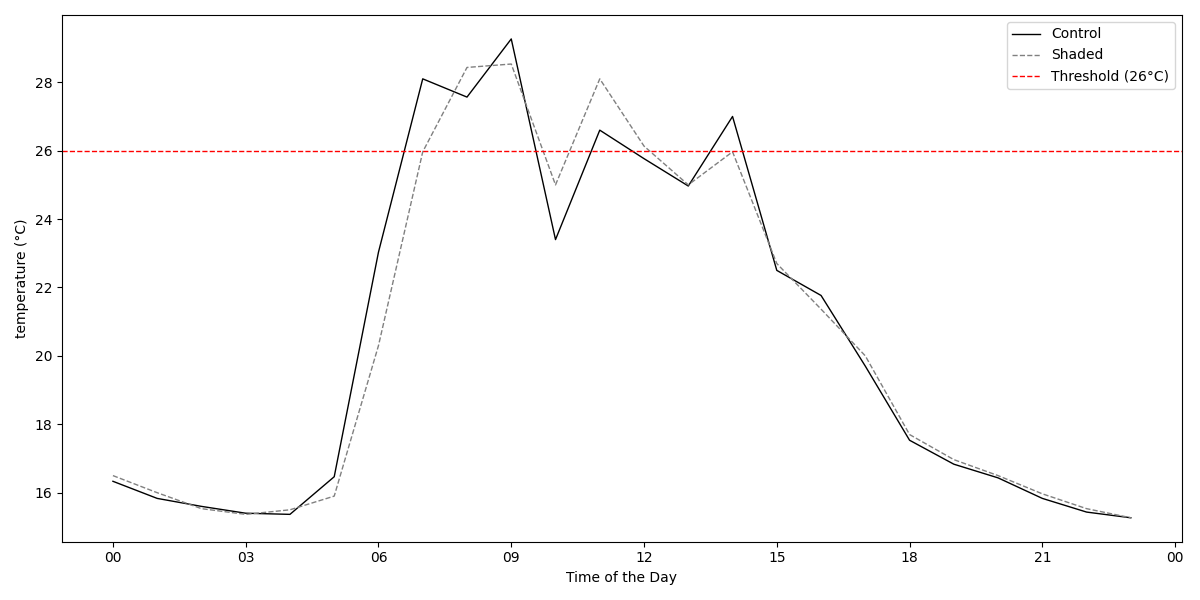 Control
Shaded
Threshold (26°C)
28
26
24
22
20
18
16
temperature (°C)
00 03 06 09 12 15 18 21 00
Time of the Day